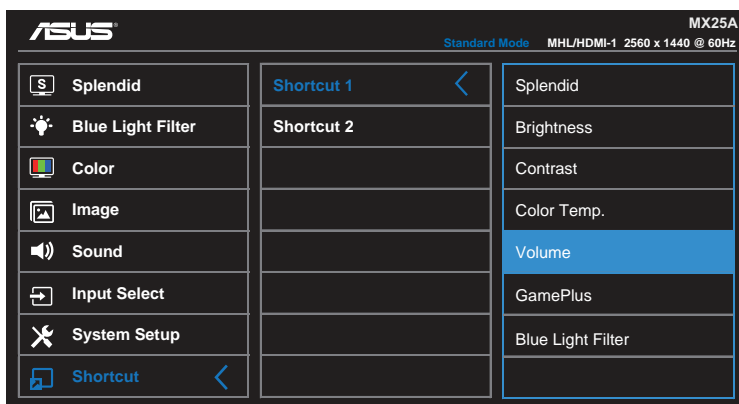 ASUS
MX25A
Standard Mode MHL/HDMI-1 2560 x 1440 @ 60Hz
S Splendid
Blue Light Filter
Color
Image
Sound
Input Select
System Setup
Shortcut
Shortcut 1
Shortcut 2
Splendid
Brightness
Contrast
Color Temp.
Volume
GamePlus
Blue Light Filter